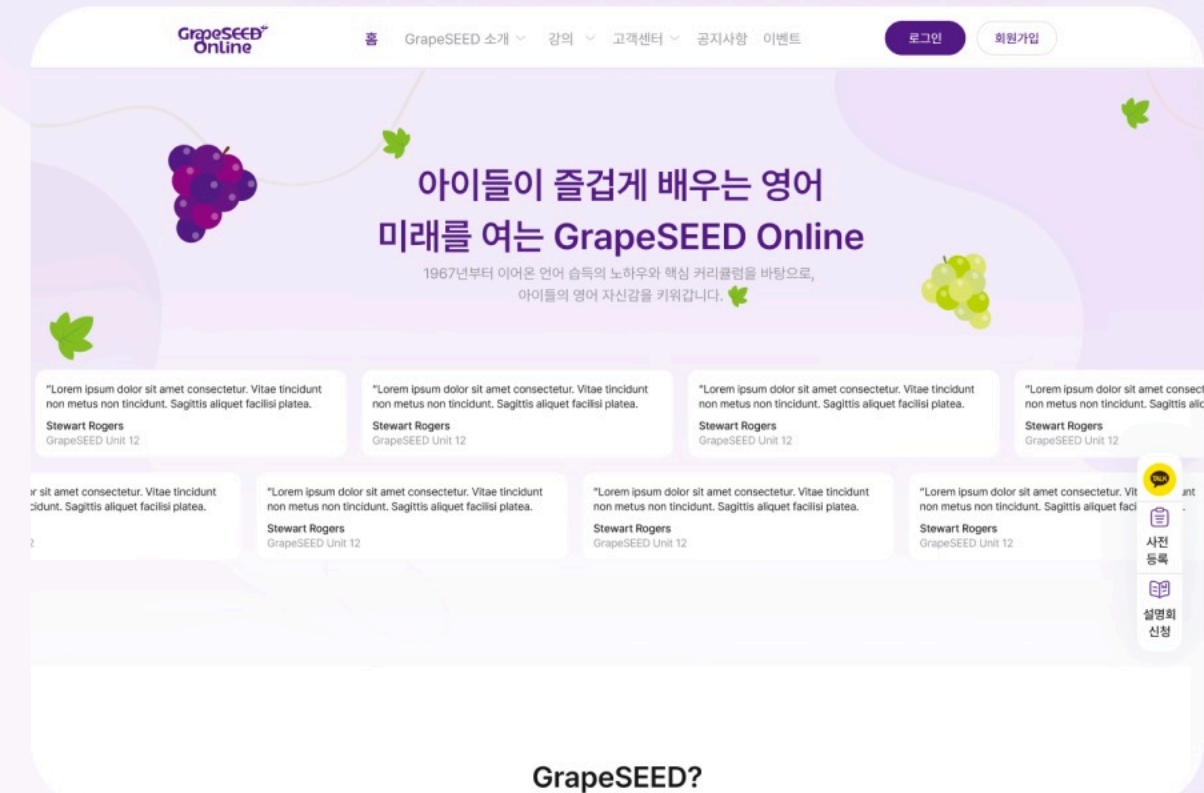 GrapeSEED
Online
홈
GrapeSEED 소개
강의
고객센터
공지사항
이벤트
로그인
회원가입
아이들이 즐겁게 배우는 영어
미래를 여는 GrapeSEED Online
1967년부터 이어온 언어 습득의 노하우와 핵심 커리큘럼을 바탕으로,
아이들의 영어 자신감을 키워갑니다.
"Lorem ipsum dolor sit amet consectetur. Vitae tincidunt
non metus non tincidunt. Sagittis aliquet facilisi platea.
Stewart Rogers
GrapeSEED Unit 12
"Lorem ipsum dolor sit amet consectetur. Vitae tincidunt
non metus non tincidunt. Sagittis aliquet facilisi platea.
Stewart Rogers
GrapeSEED Unit 12
"Lorem ipsum dolor sit amet consectetur. Vitae tincidunt
non metus non tincidunt. Sagittis aliquet facilisi platea.
Stewart Rogers
GrapeSEED Unit 12
"Lorem ipsum dolor sit amet
non metus non tincidunt. Sagittis
Stewart Rogers
GrapeSEED Unit 12
sit amet consectetur. Vitae tincidunt
Sagittis aliquet facilisi platea.
"Lorem ipsum dolor sit amet consectetur. Vitae tincidunt
non metus non tincidunt. Sagittis aliquet facilisi platea.
Stewart Rogers
GrapeSEED Unit 12
"Lorem ipsum dolor sit amet consectetur. Vitae tincidunt
non metus non tincidunt. Sagittis aliquet facilisi platea.
Stewart Rogers
GrapeSEED Unit 12
"Lorem ipsum dolor sit amet consectetur.
non metus non tincidunt. Sagittis aliquet
Stewart Rogers
GrapeSEED Unit 12
TALK
사전
등록
설명회
신청
GrapeSEED?